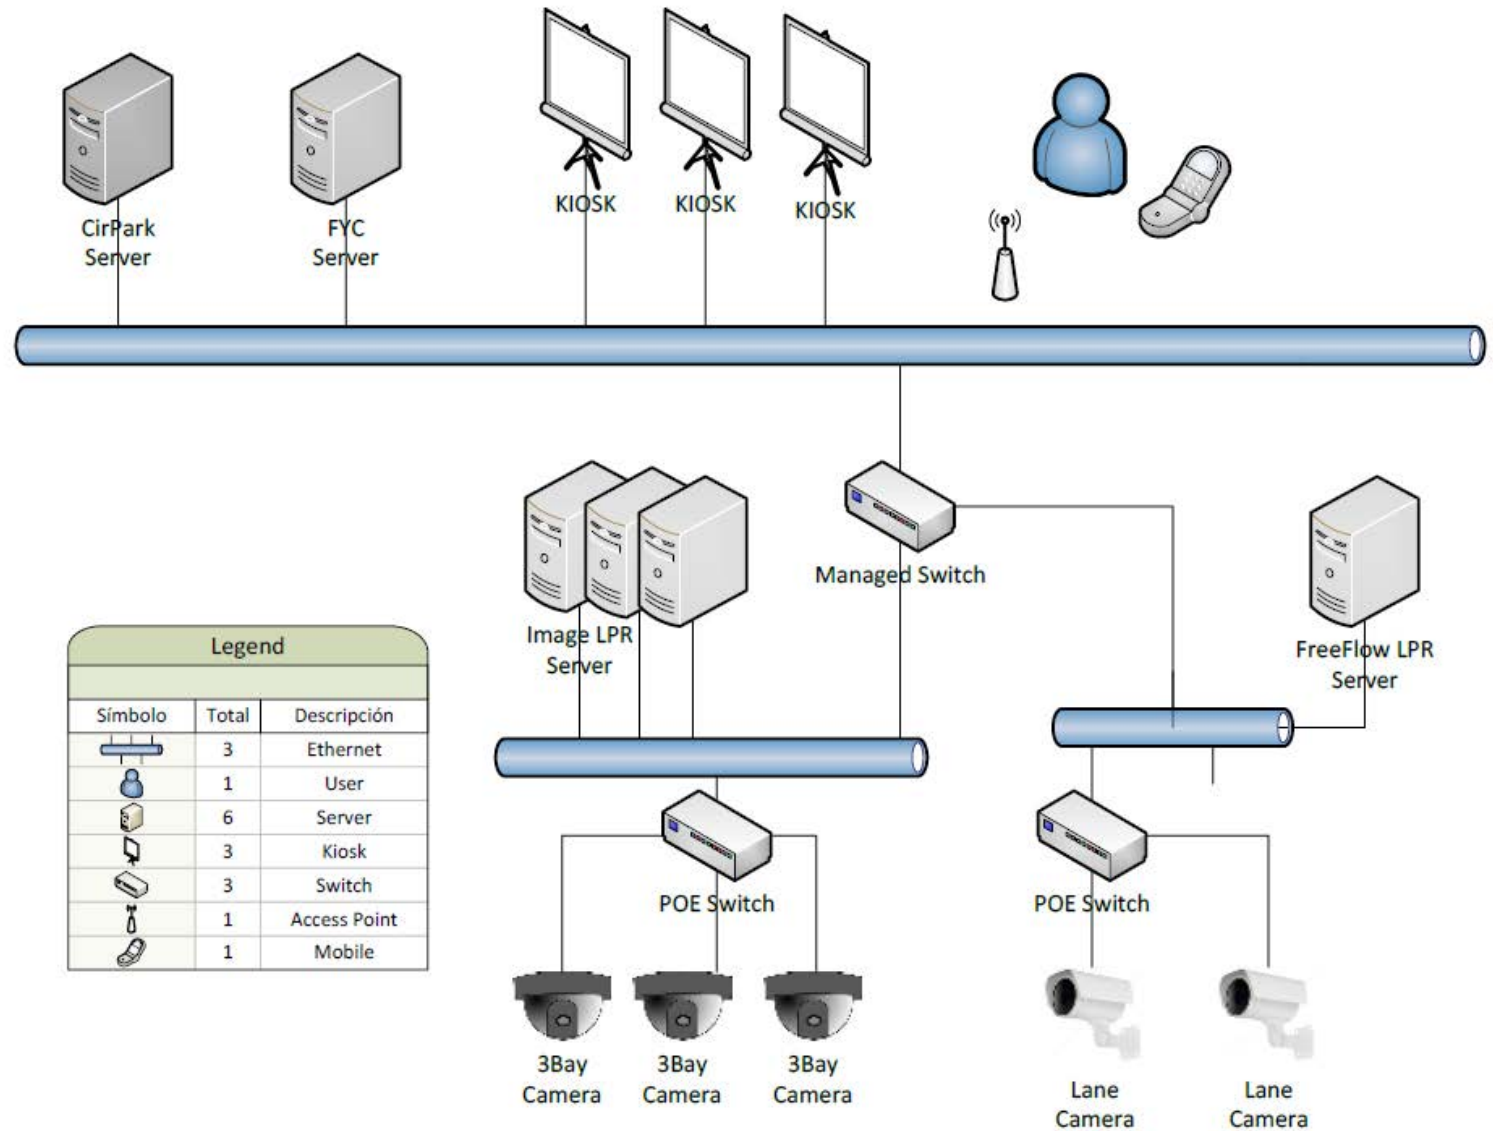 KIOSK
KIOSK
KIOSK
CirPark
Server
FYC
Server
Managed Switch
Image LPR
Server
FreeFlow LPR
Server
Legend
Símbolo Total Descripción
3 Ethernet
1 User
6 Server
3 Kiosk
3 Switch
1 Access Point
1 Mobile
POE Switch
POE Switch
3Bay
Camera
3Bay
Camera
3Bay
Camera
Lane
Camera
Lane
Camera